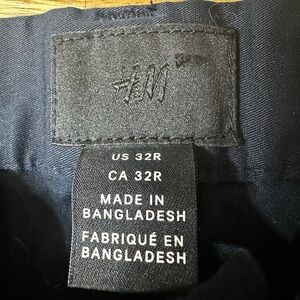 H&M
US 32R
CA 32R
MADE IN
BANGLADESH
FABRIQUÉ EN
BANGLADESH